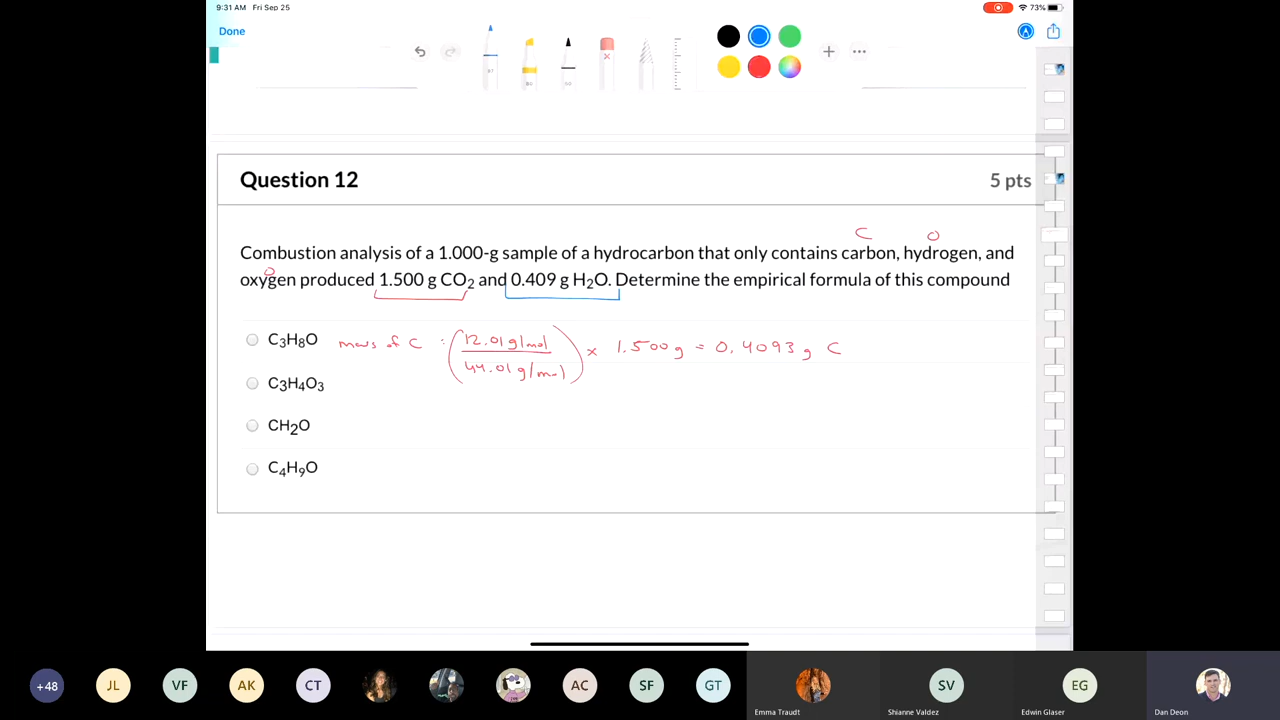 9:31 AM Fri Sep 25
73%
Done
Question 12
5 pts
C O
Combustion analysis of a 1.000-g sample of a hydrocarbon that only contains carbon, hydrogen, and
O
oxygen produced 1.500 g CO2 and 0.409 g H2O. Determine the empirical formula of this compound
C3H8O
mass of C : (12.01 g/mol / 44.01 g/mol) × 1.500 g = 0.4093 g C
C3H4O3
CH2O
C4H9O
+48 JL VF AK CT AC SF GT SV EG
Emma Traudt Shianne Valdez Edwin Glaser Dan Deon